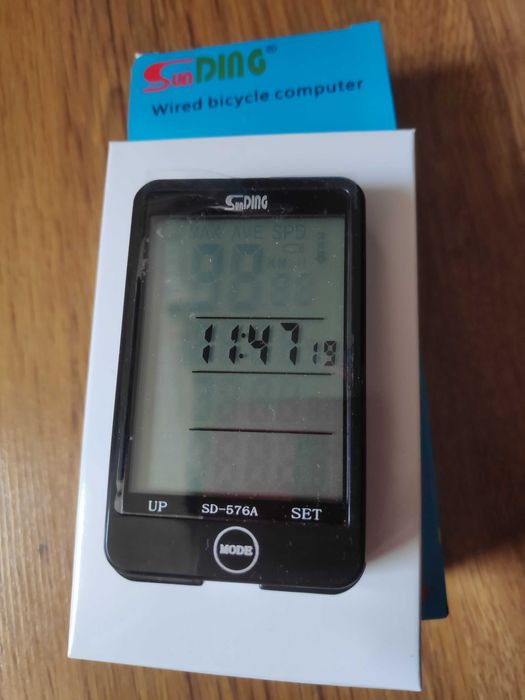 SunDING®
Wired bicycle computer
SunDING
MAX AVE SPD
11:47 19
UP SD-576A SET
MODE